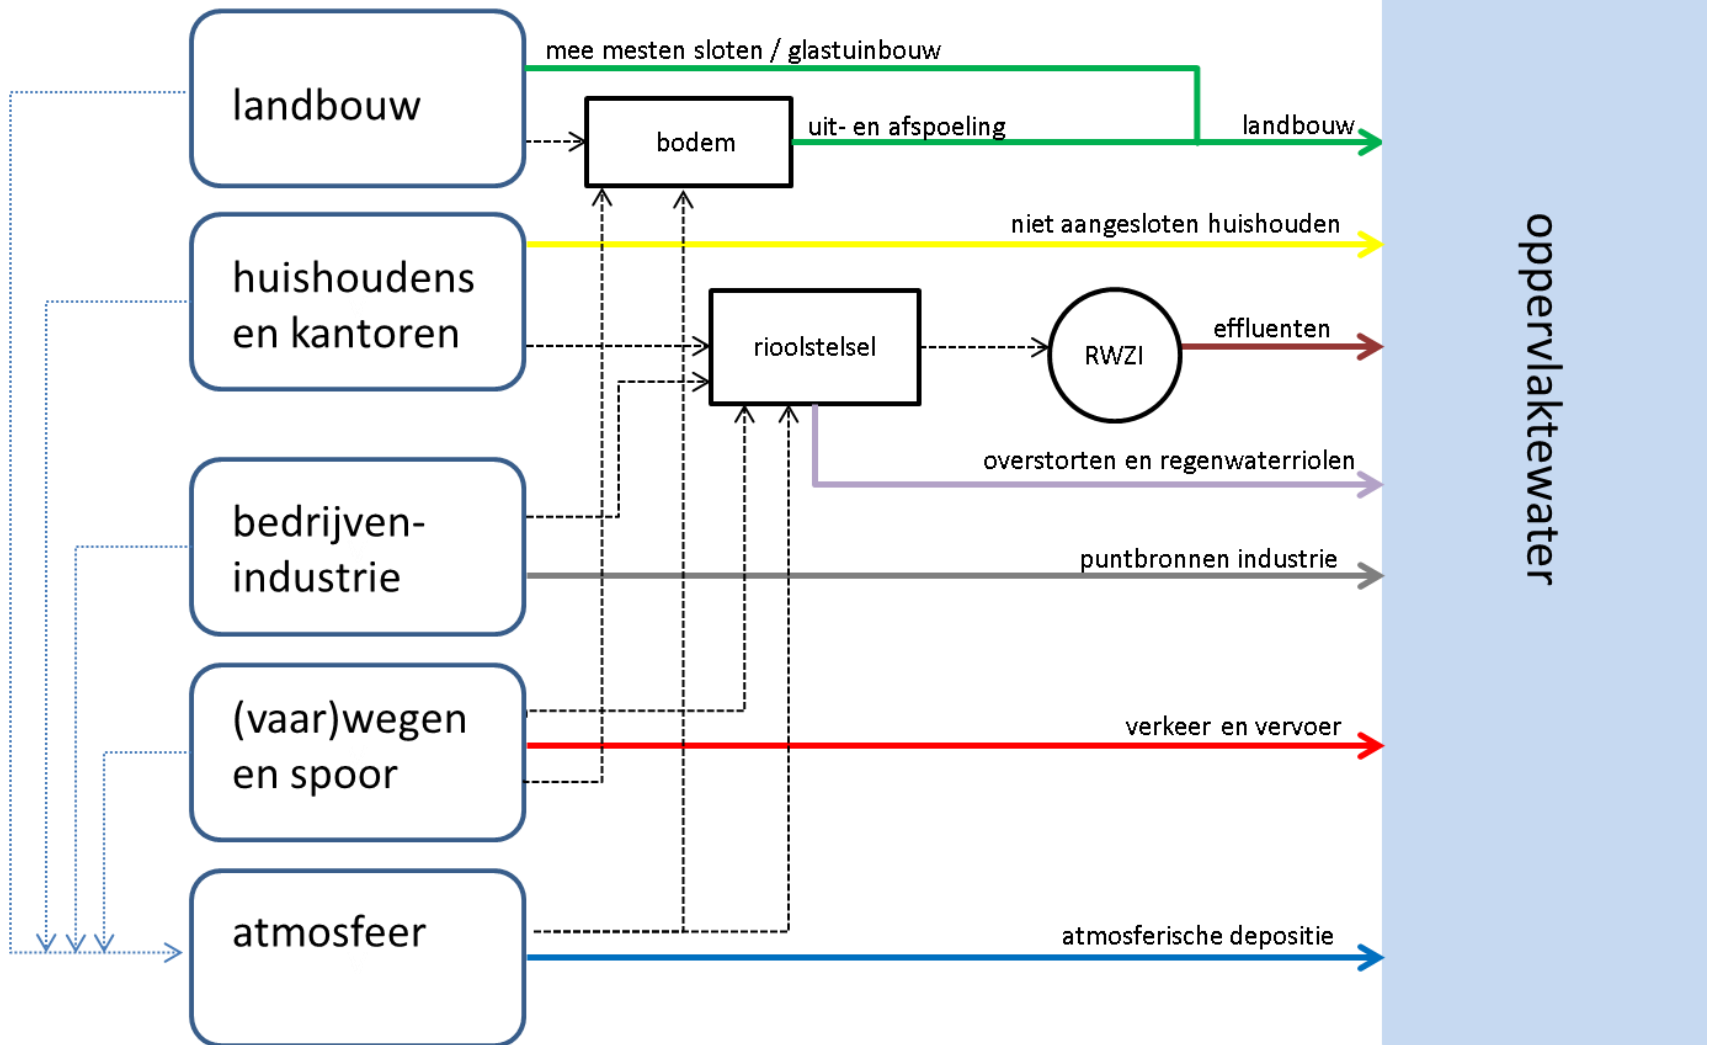 mee mesten sloten / glastuinbouw
landbouw
bodem
uit- en afspoeling
landbouw
niet aangesloten huishouden
huishoudens
en kantoren
rioolstelsel
RWZI
effluenten
overstorten en regenwaterriolen
bedrijven-
industrie
puntbronnen industrie
(vaar)wegen
en spoor
verkeer en vervoer
atmosfeer
atmosferische depositie
oppervlaktewater